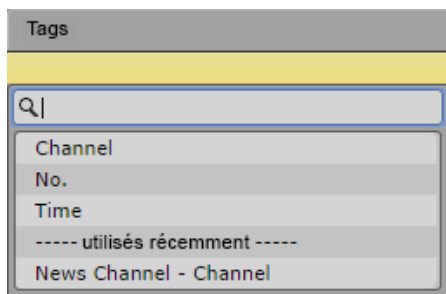 Tags
Channel
No.
Time
----- utilisés récemment -----
News Channel - Channel